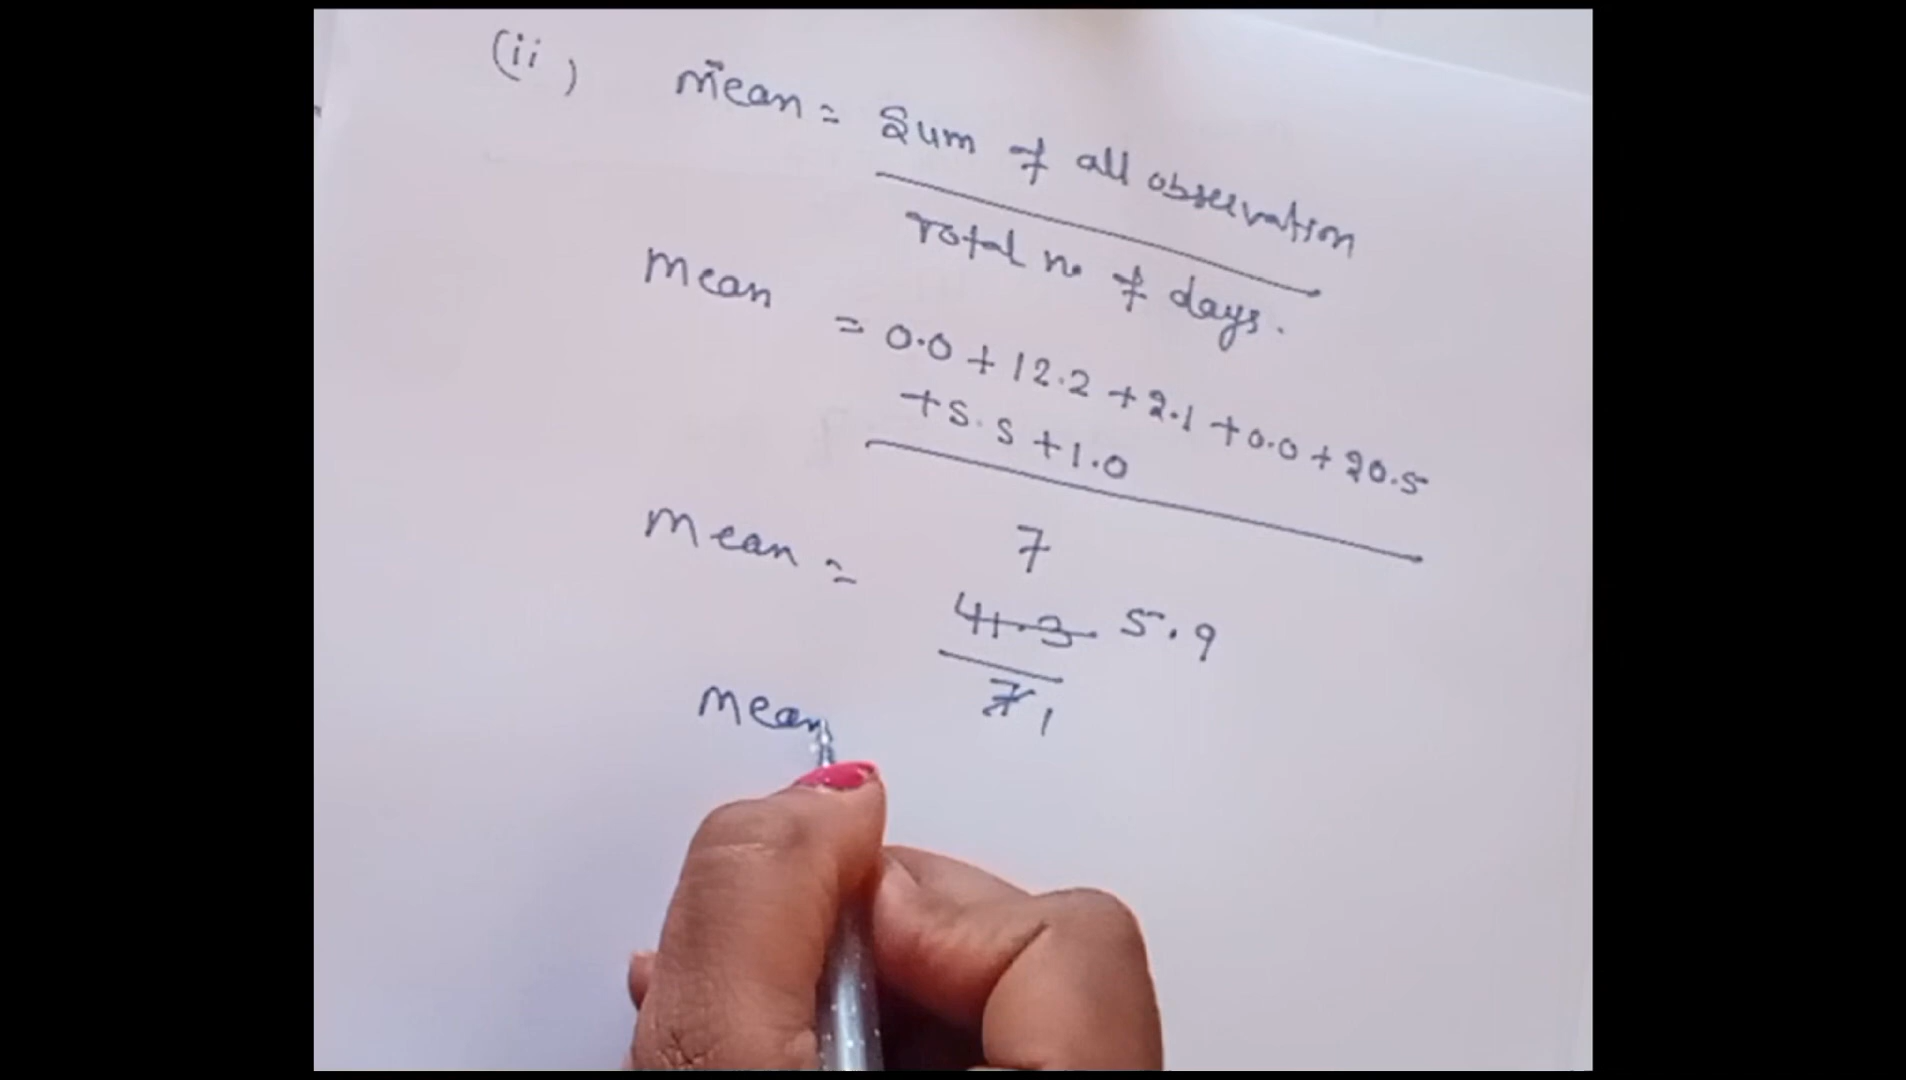 (ii) Mean = Sum of all observation
Total no of days.
Mean = 0.0 + 12.2 + 2.1 + 0.0 + 20.5
+ 5.5 + 1.0
7
Mean = 41.3 5.9
7 1
Mean